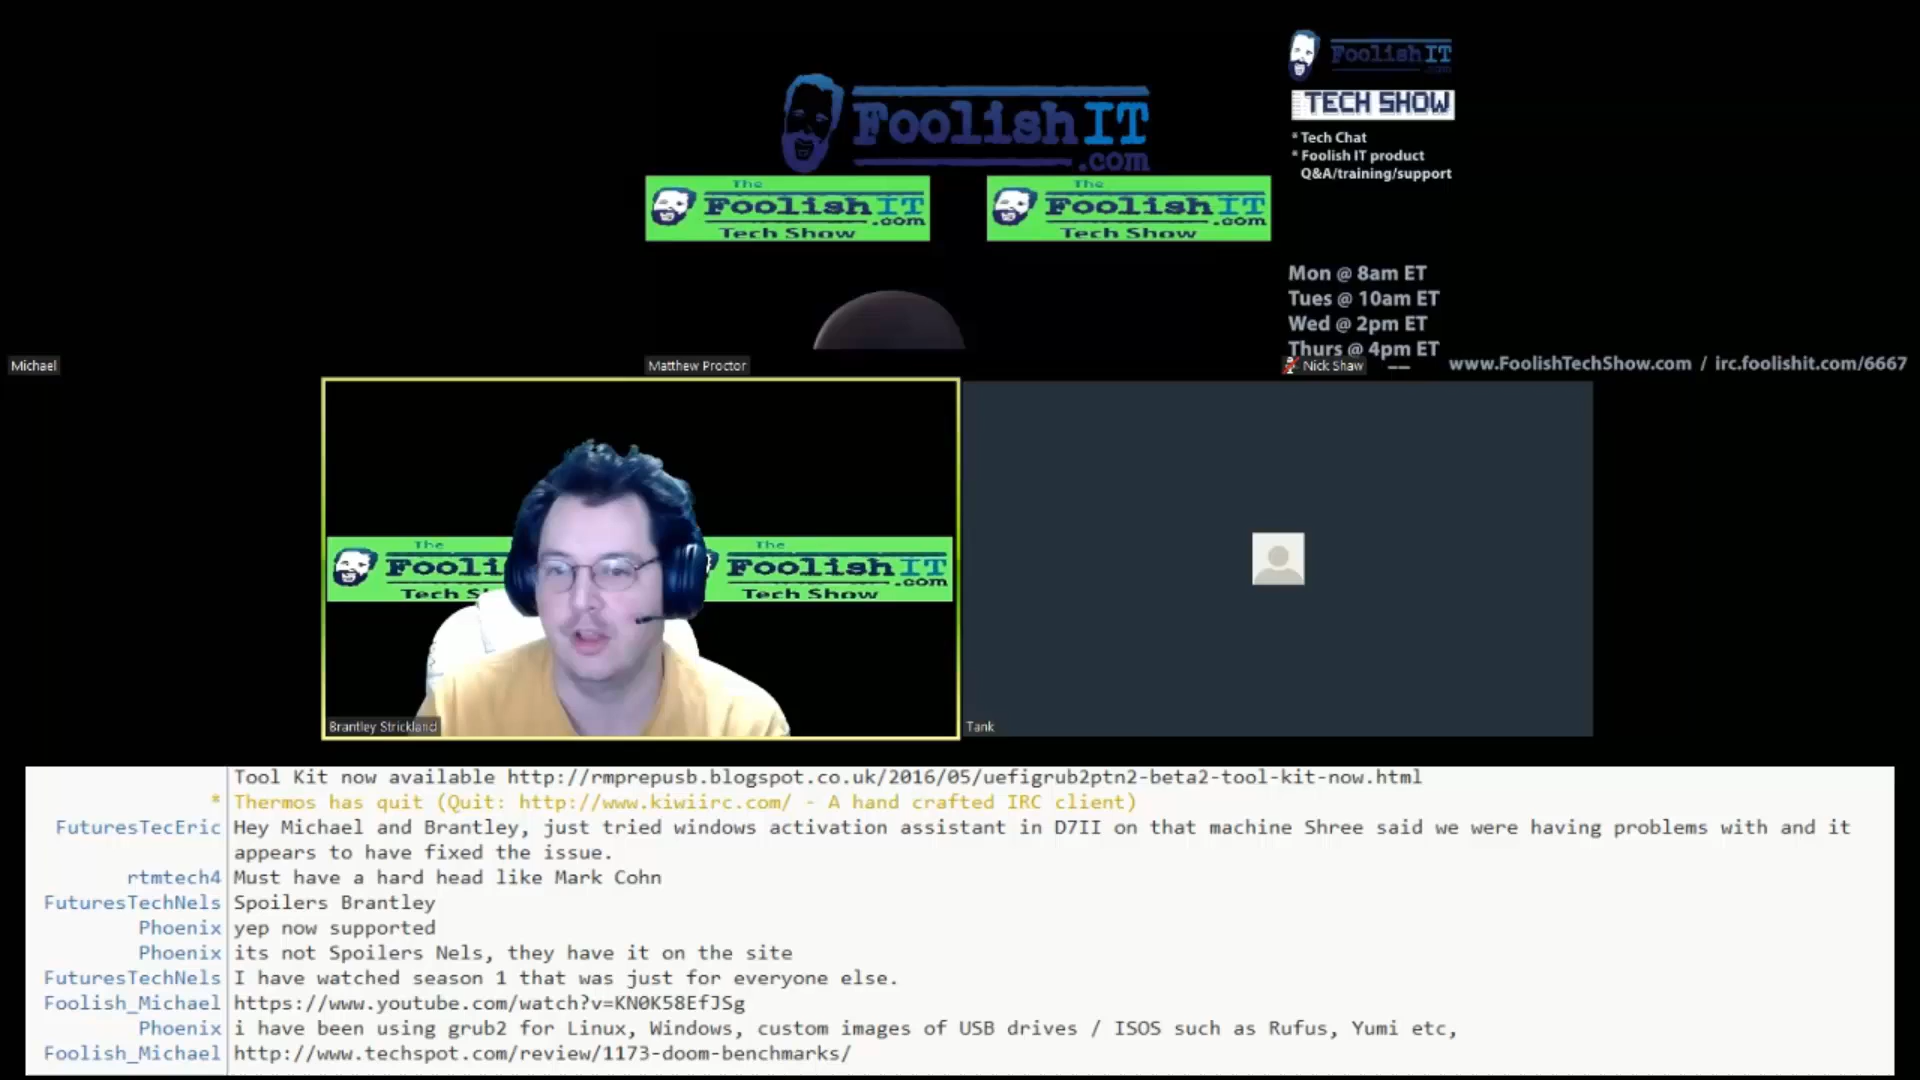 FoolishIT
.com
TECH SHOW
* Tech Chat
* Foolish IT product
Q&A/training/support
FoolishIT
.com
The
FoolishIT
.com
Tech Show
The
FoolishIT
.com
Tech Show
Mon @ 8am ET
Tues @ 10am ET
Wed @ 2pm ET
Thurs @ 4pm ET
Michael
Matthew Proctor
Nick Shaw
www.FoolishTechShow.com / irc.foolishit.com/6667
The
Fooli
Tech S
The
FoolishIT
.com
Tech Show
Brantley Strickland
Tank
Tool Kit now available http://rmprepusb.blogspot.co.uk/2016/05/uefigrub2ptn2-beta2-tool-kit-now.html
* Thermos has quit (Quit: http://www.kiwiirc.com/ - A hand crafted IRC client)
FuturesTecEric Hey Michael and Brantley, just tried windows activation assistant in D7II on that machine Shree said we were having problems with and it
appears to have fixed the issue.
rtmtech4 Must have a hard head like Mark Cohn
FuturesTechNels Spoilers Brantley
Phoenix yep now supported
Phoenix its not Spoilers Nels, they have it on the site
FuturesTechNels I have watched season 1 that was just for everyone else.
Foolish_Michael https://www.youtube.com/watch?v=KN0K58EfJSg
Phoenix i have been using grub2 for Linux, Windows, custom images of USB drives / ISOS such as Rufus, Yumi etc,
Foolish_Michael http://www.techspot.com/review/1173-doom-benchmarks/